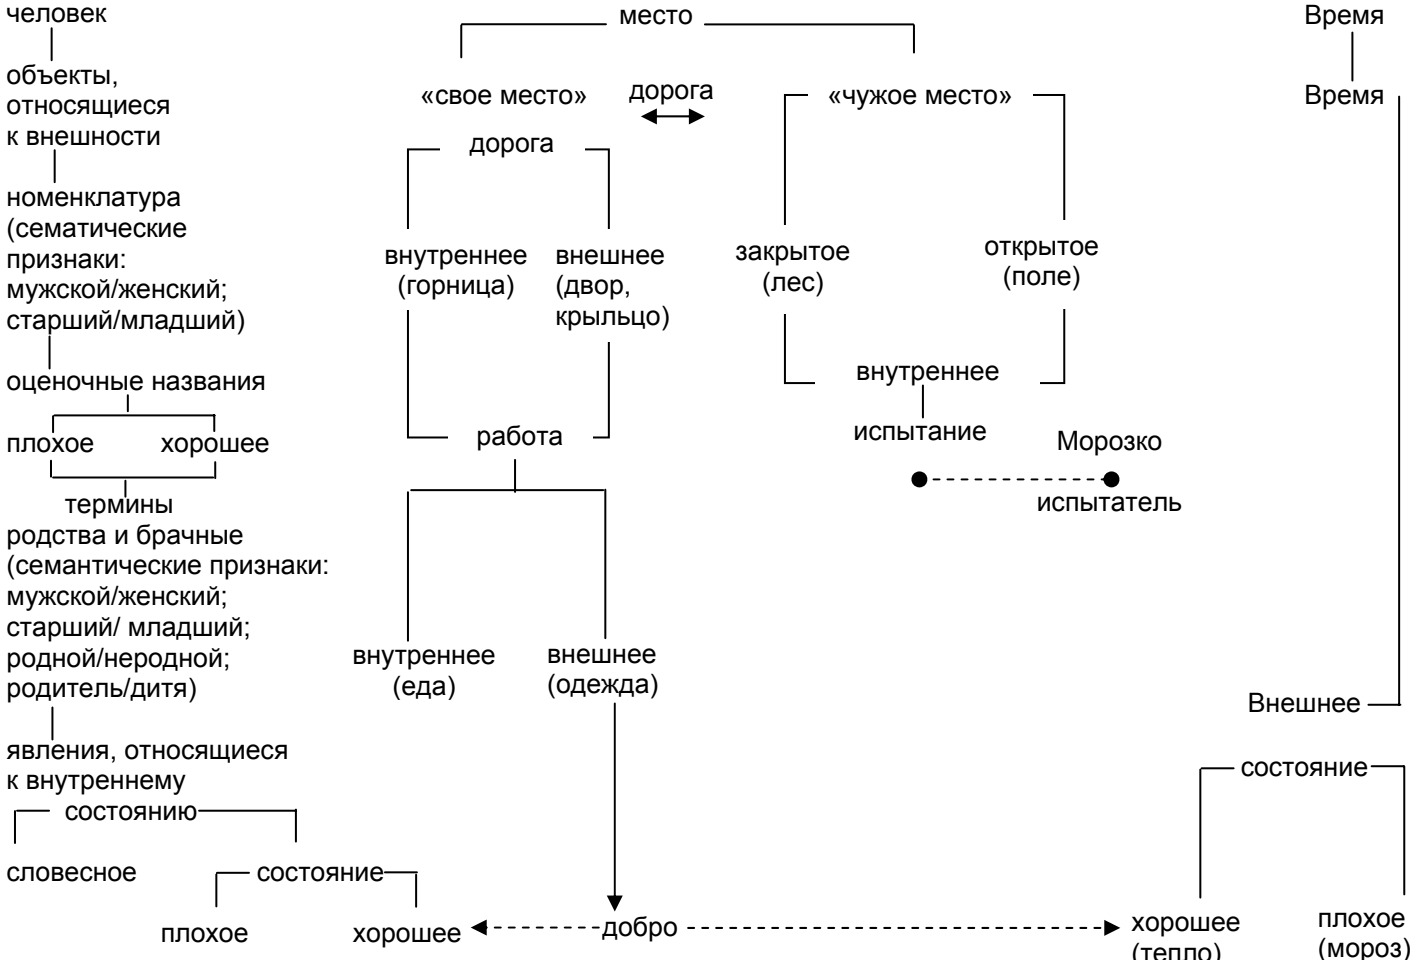 человек
объекты,
относящиеся
к внешности
номенклатура
(сематические
признаки:
мужской/женский;
старший/младший)
оценочные названия
плохое хорошее
термины
родства и брачные
(семантические признаки:
мужской/женский;
старший/ младший;
родной/неродной;
родитель/дитя)
явления, относящиеся
к внутреннему
состоянию
словесное
состояние
плохое
хорошее
место
«свое место»
дорога
«чужое место»
дорога
внутреннее
(горница)
внешнее
(двор,
крыльцо)
закрытое
(лес)
открытое
(поле)
работа
внутреннее
испытание
Морозко
испытатель
внутреннее
(еда)
внешнее
(одежда)
добро
Время
Время
Внешнее
состояние
хорошее
(тепло)
плохое
(мороз)